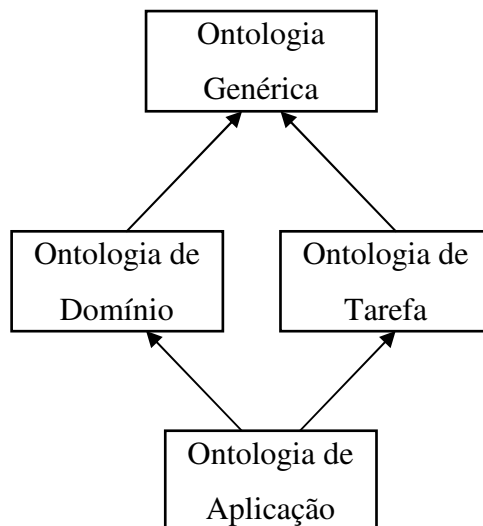 Ontologia
Genérica
Ontologia de
Domínio
Ontologia de
Tarefa
Ontologia de
Aplicação